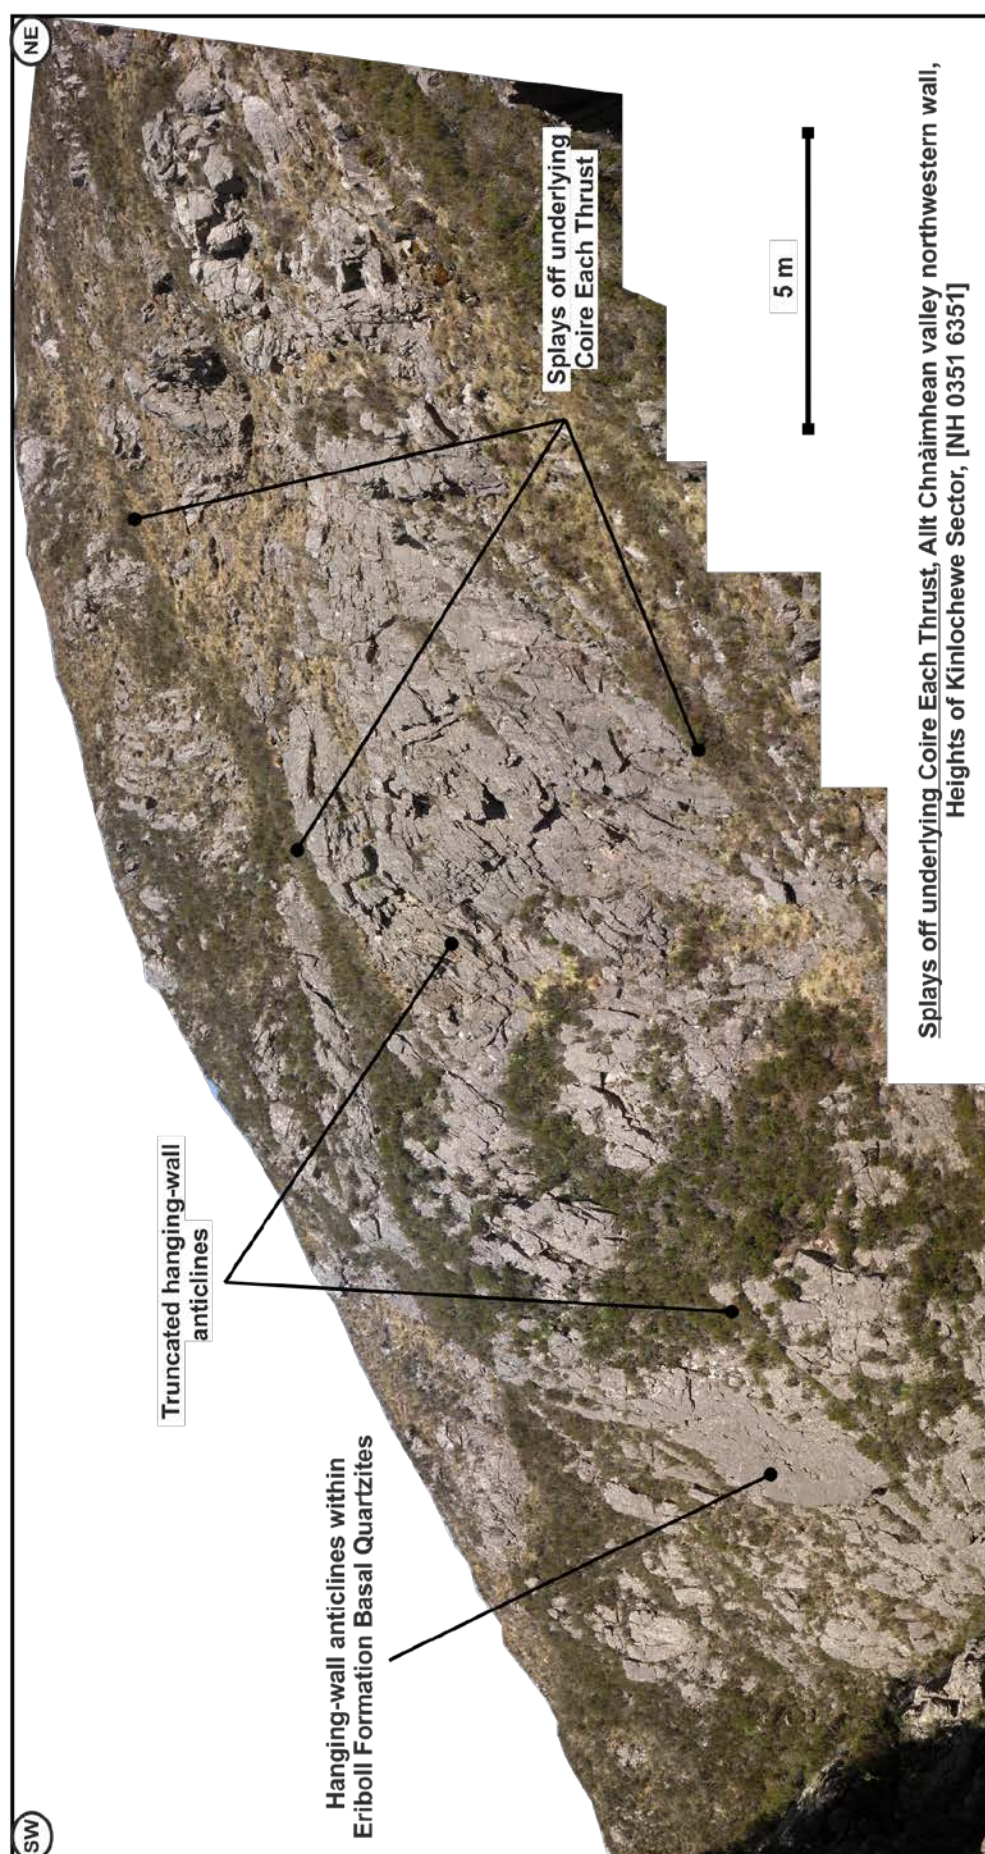 SW
NE
Truncated hanging-wall
anticlines
Hanging-wall anticlines within
Eriboll Formation Basal Quartzites
Splays off underlying
Coire Each Thrust
5 m
Splays off underlying Coire Each Thrust, Allt Chnàimhean valley northwestern wall,
Heights of Kinlochewe Sector, [NH 0351 6351]